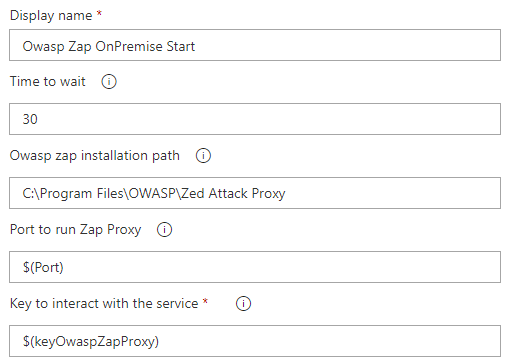 Display name *
Owasp Zap OnPremise Start
Time to wait
30
Owasp zap installation path
C:\Program Files\OWASP\Zed Attack Proxy
Port to run Zap Proxy
$(Port)
Key to interact with the service *
$(keyOwaspZapProxy)